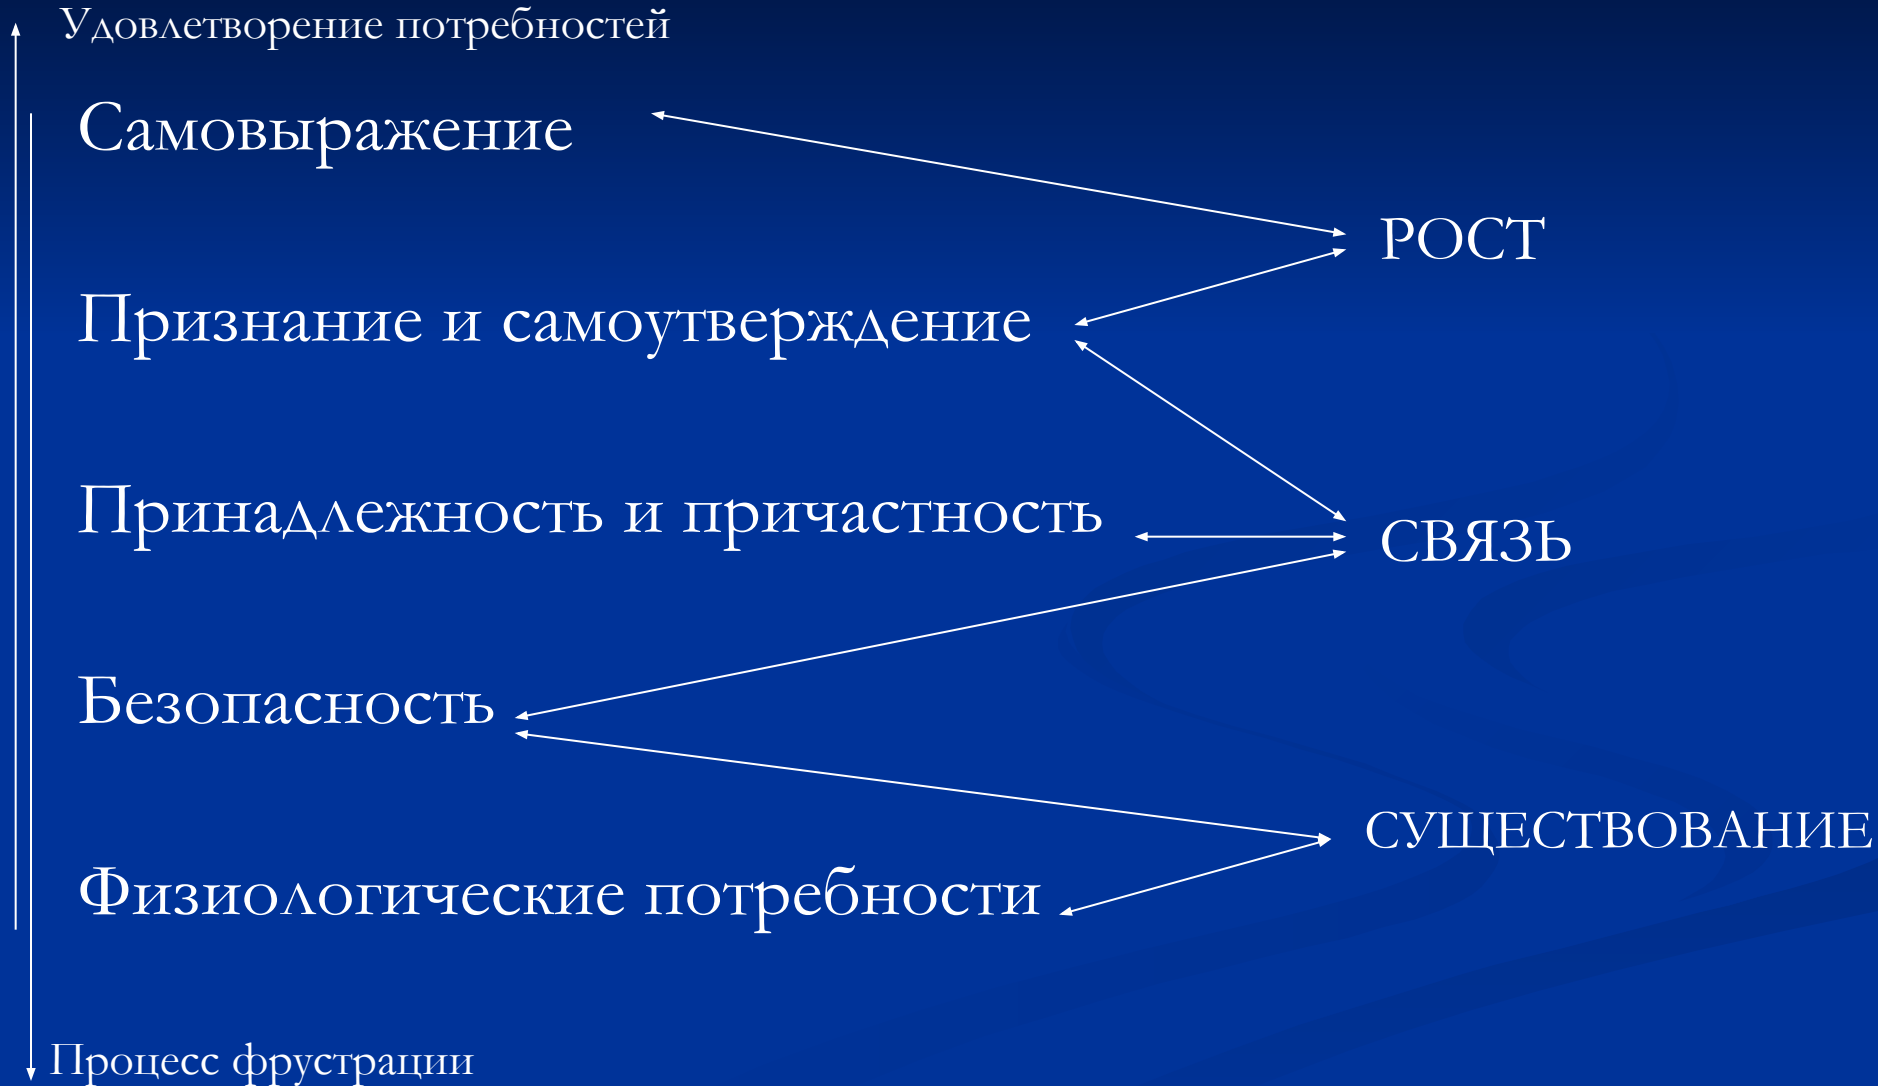 Удовлетворение потребностей
Самовыражение
РОСТ
Признание и самоутверждение
Принадлежность и причастность
СВЯЗЬ
Безопасность
СУЩЕСТВОВАНИЕ
Физиологические потребности
Процесс фрустрации